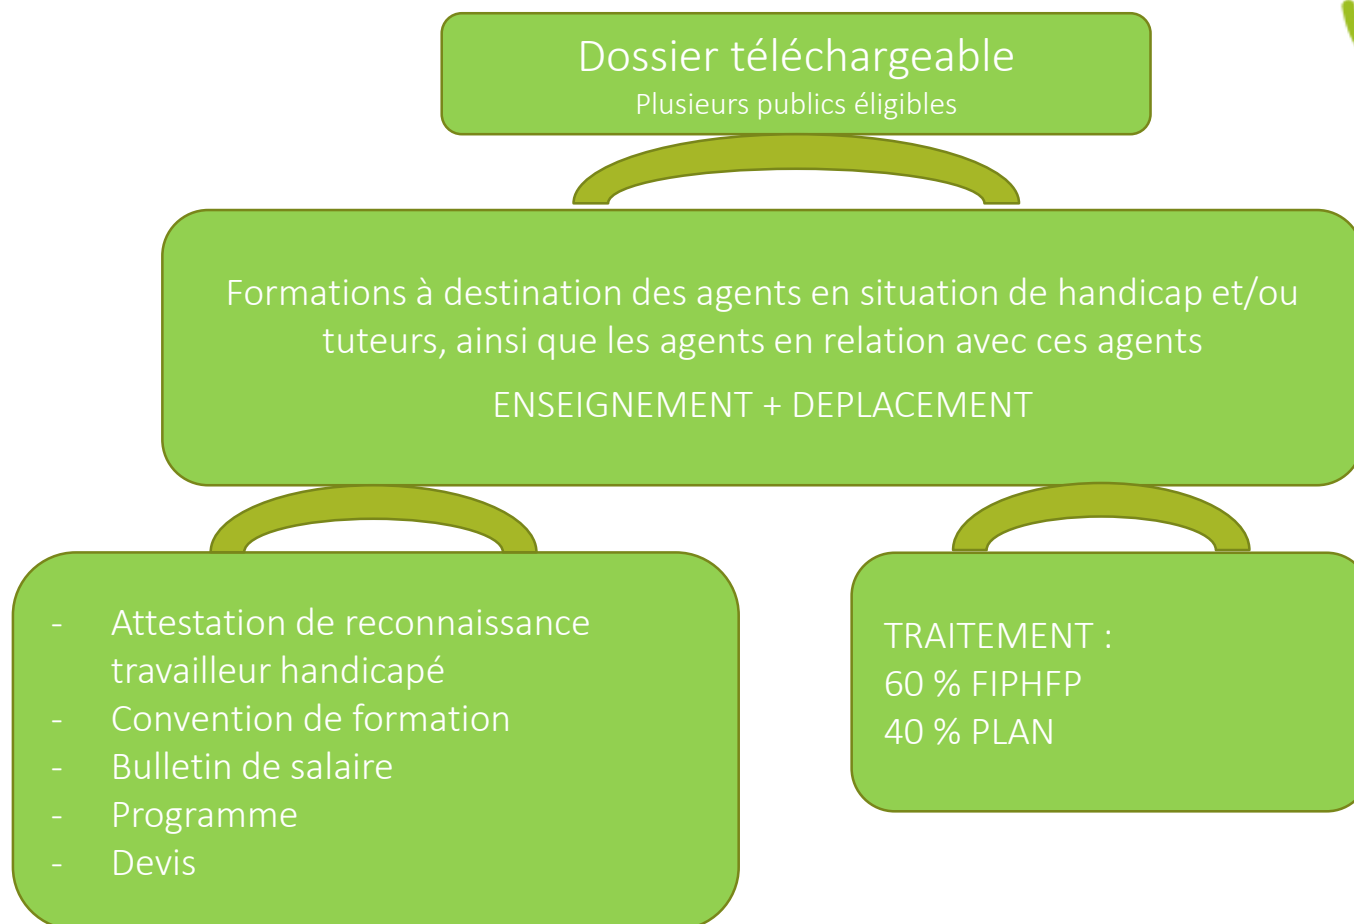 Dossier téléchargeable
Plusieurs publics éligibles
Formations à destination des agents en situation de handicap et/ou
tuteurs, ainsi que les agents en relation avec ces agents
ENSEIGNEMENT + DEPLACEMENT
- Attestation de reconnaissance
travailleur handicapé
- Convention de formation
- Bulletin de salaire
- Programme
- Devis
TRAITEMENT :
60 % FIPHFP
40 % PLAN